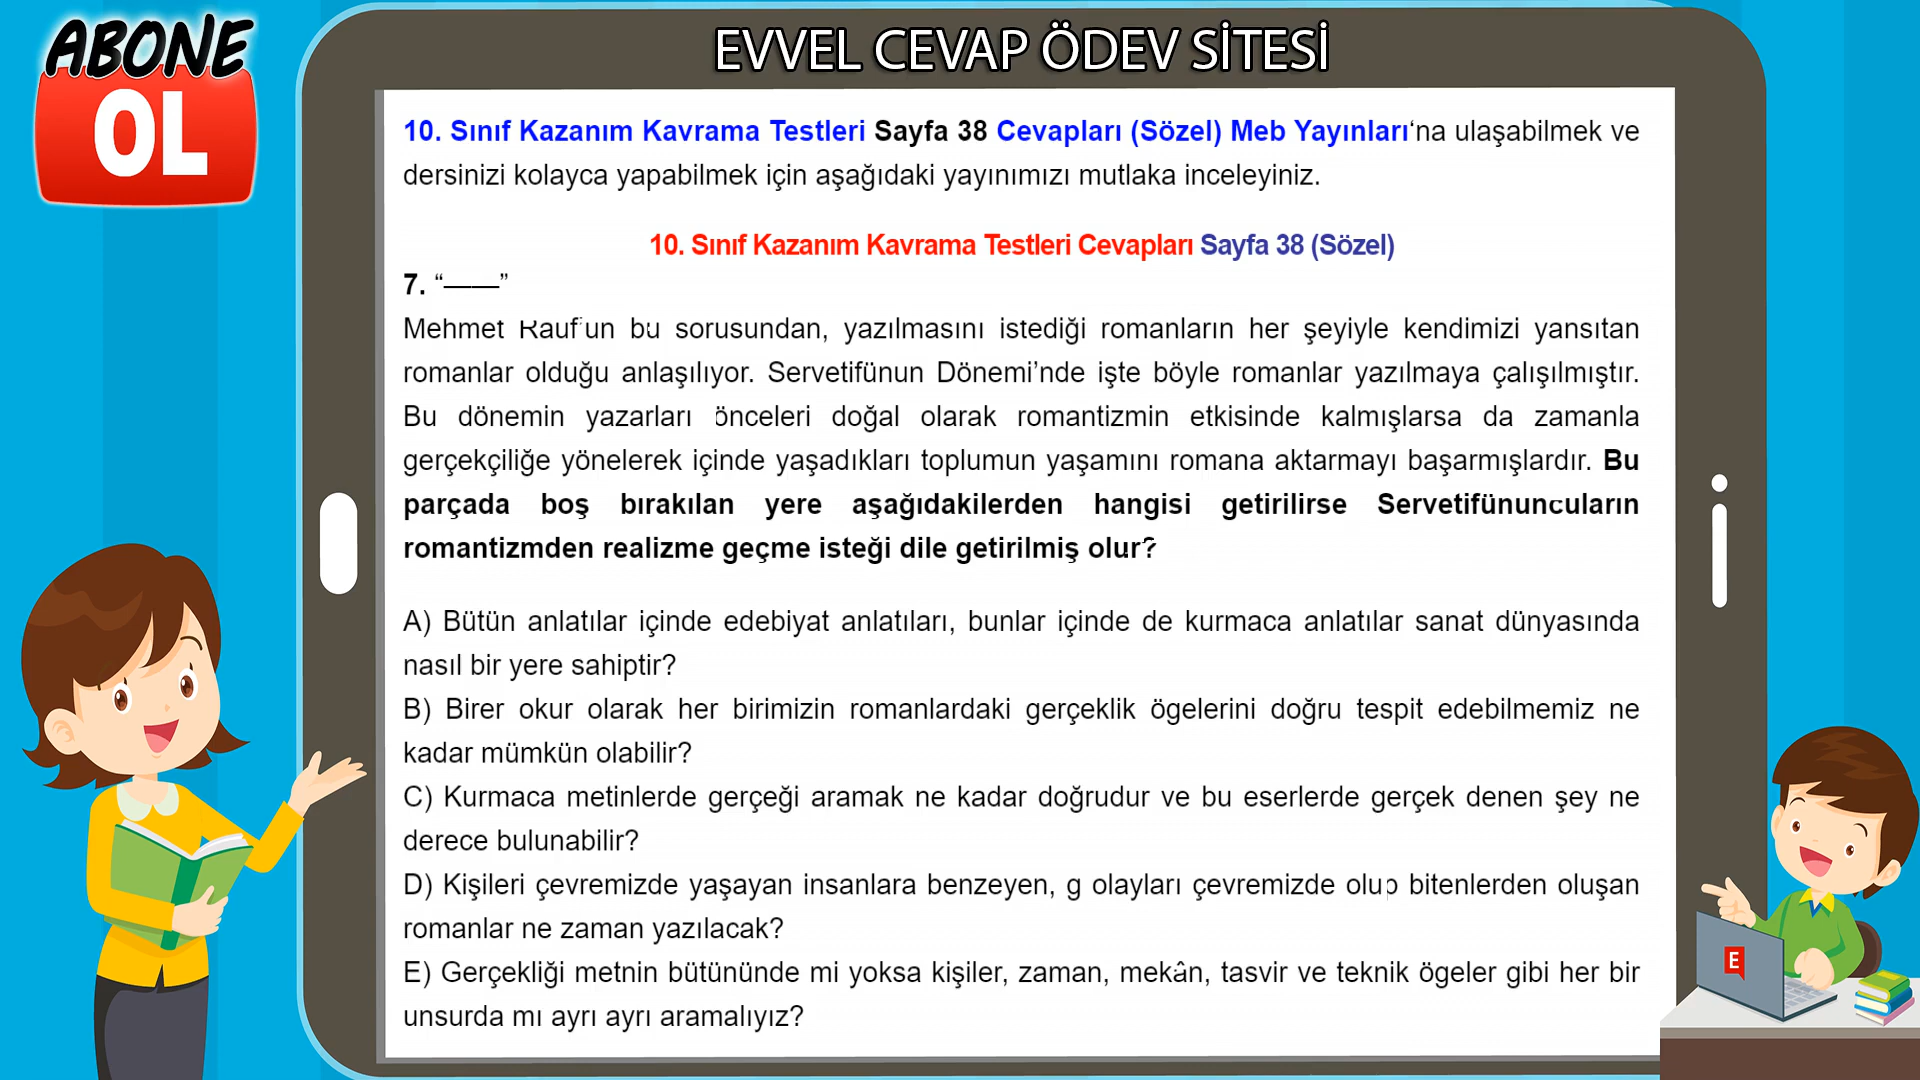 ABONE
OL
EVVEL CEVAP ÖDEV SİTESİ
10. Sınıf Kazanım Kavrama Testleri Sayfa 38 Cevapları (Sözel) Meb Yayınları‘na ulaşabilmek ve
dersinizi kolayca yapabilmek için aşağıdaki yayınımızı mutlaka inceleyiniz.
10. Sınıf Kazanım Kavrama Testleri Cevapları Sayfa 38 (Sözel)
7. “——”
Mehmet Rauf’un bu sorusundan, yazılmasını istediği romanların her şeyiyle kendimizi yansıtan
romanlar olduğu anlaşılıyor. Servetifünun Dönemi’nde işte böyle romanlar yazılmaya çalışılmıştır.
Bu dönemin yazarları önceleri doğal olarak romantizmin etkisinde kalmışlarsa da zamanla
gerçekçiliğe yönelerek içinde yaşadıkları toplumun yaşamını romana aktarmayı başarmışlardır. Bu
parçada boş bırakılan yere aşağıdakilerden hangisi getirilirse Servetifünuncuların
romantizmden realizme geçme isteği dile getirilmiş olur?
A) Bütün anlatılar içinde edebiyat anlatıları, bunlar içinde de kurmaca anlatılar sanat dünyasında
nasıl bir yere sahiptir?
B) Birer okur olarak her birimizin romanlardaki gerçeklik ögelerini doğru tespit edebilmemiz ne
kadar mümkün olabilir?
C) Kurmaca metinlerde gerçeği aramak ne kadar doğrudur ve bu eserlerde gerçek denen şey ne
derece bulunabilir?
D) Kişileri çevremizde yaşayan insanlara benzeyen, g olayları çevremizde olup bitenlerden oluşan
romanlar ne zaman yazılacak?
E) Gerçekliği metnin bütününde mi yoksa kişiler, zaman, mekân, tasvir ve teknik ögeler gibi her bir
unsurda mı ayrı ayrı aramalıyız?
E